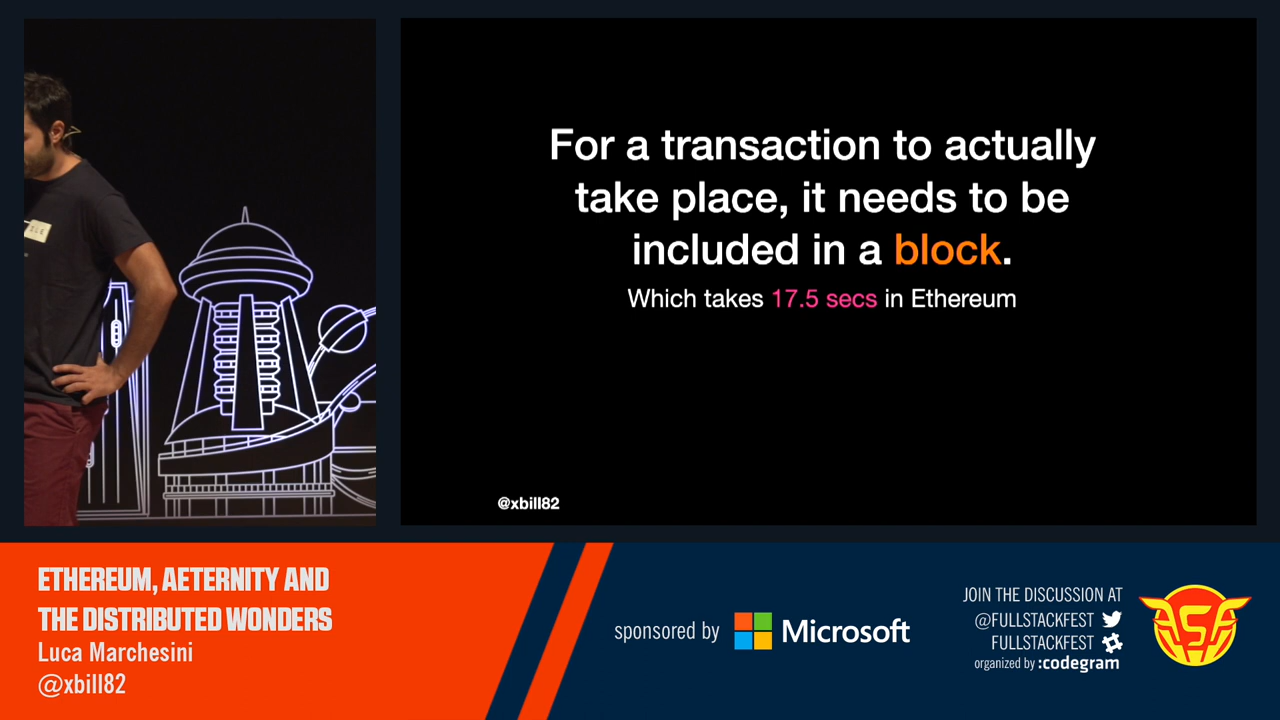 For a transaction to actually
take place, it needs to be
included in a block.
Which takes 17.5 secs in Ethereum
@xbill82
ETHEREUM, AETERNITY AND
THE DISTRIBUTED WONDERS
Luca Marchesini
@xbill82
sponsored by Microsoft
JOIN THE DISCUSSION AT
@FULLSTACKFEST
FULLSTACKFEST
organized by :codegram
FSF